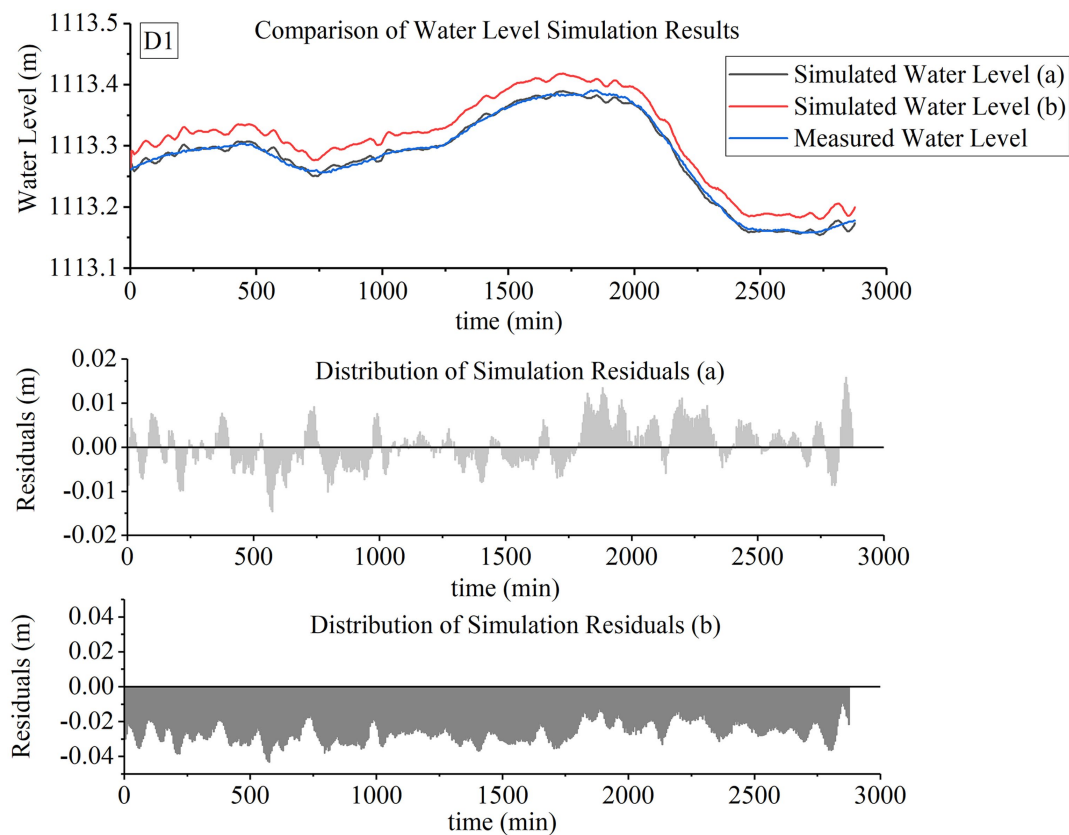 Comparison of Water Level Simulation Results
D1
Water Level (m)
1113.5
1113.4
1113.3
1113.2
1113.1
0 500 1000 1500 2000 2500 3000
time (min)
Simulated Water Level (a)
Simulated Water Level (b)
Measured Water Level
Distribution of Simulation Residuals (a)
Residuals (m)
0.02
0.01
0.00
-0.01
-0.02
0 500 1000 1500 2000 2500 3000
time (min)
Distribution of Simulation Residuals (b)
Residuals (m)
0.04
0.02
0.00
-0.02
-0.04
0 500 1000 1500 2000 2500 3000
time (min)